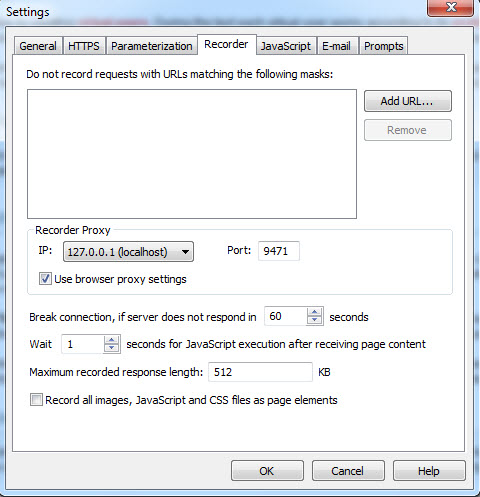 Settings
General HTTPS Parameterization Recorder JavaScript E-mail Prompts
Do not record requests with URLs matching the following masks:
Add URL...
Remove
Recorder Proxy
IP: 127.0.0.1 (localhost) Port: 9471
Use browser proxy settings
Break connection, if server does not respond in 60 seconds
Wait 1 seconds for JavaScript execution after receiving page content
Maximum recorded response length: 512 KB
Record all images, JavaScript and CSS files as page elements
OK Cancel Help